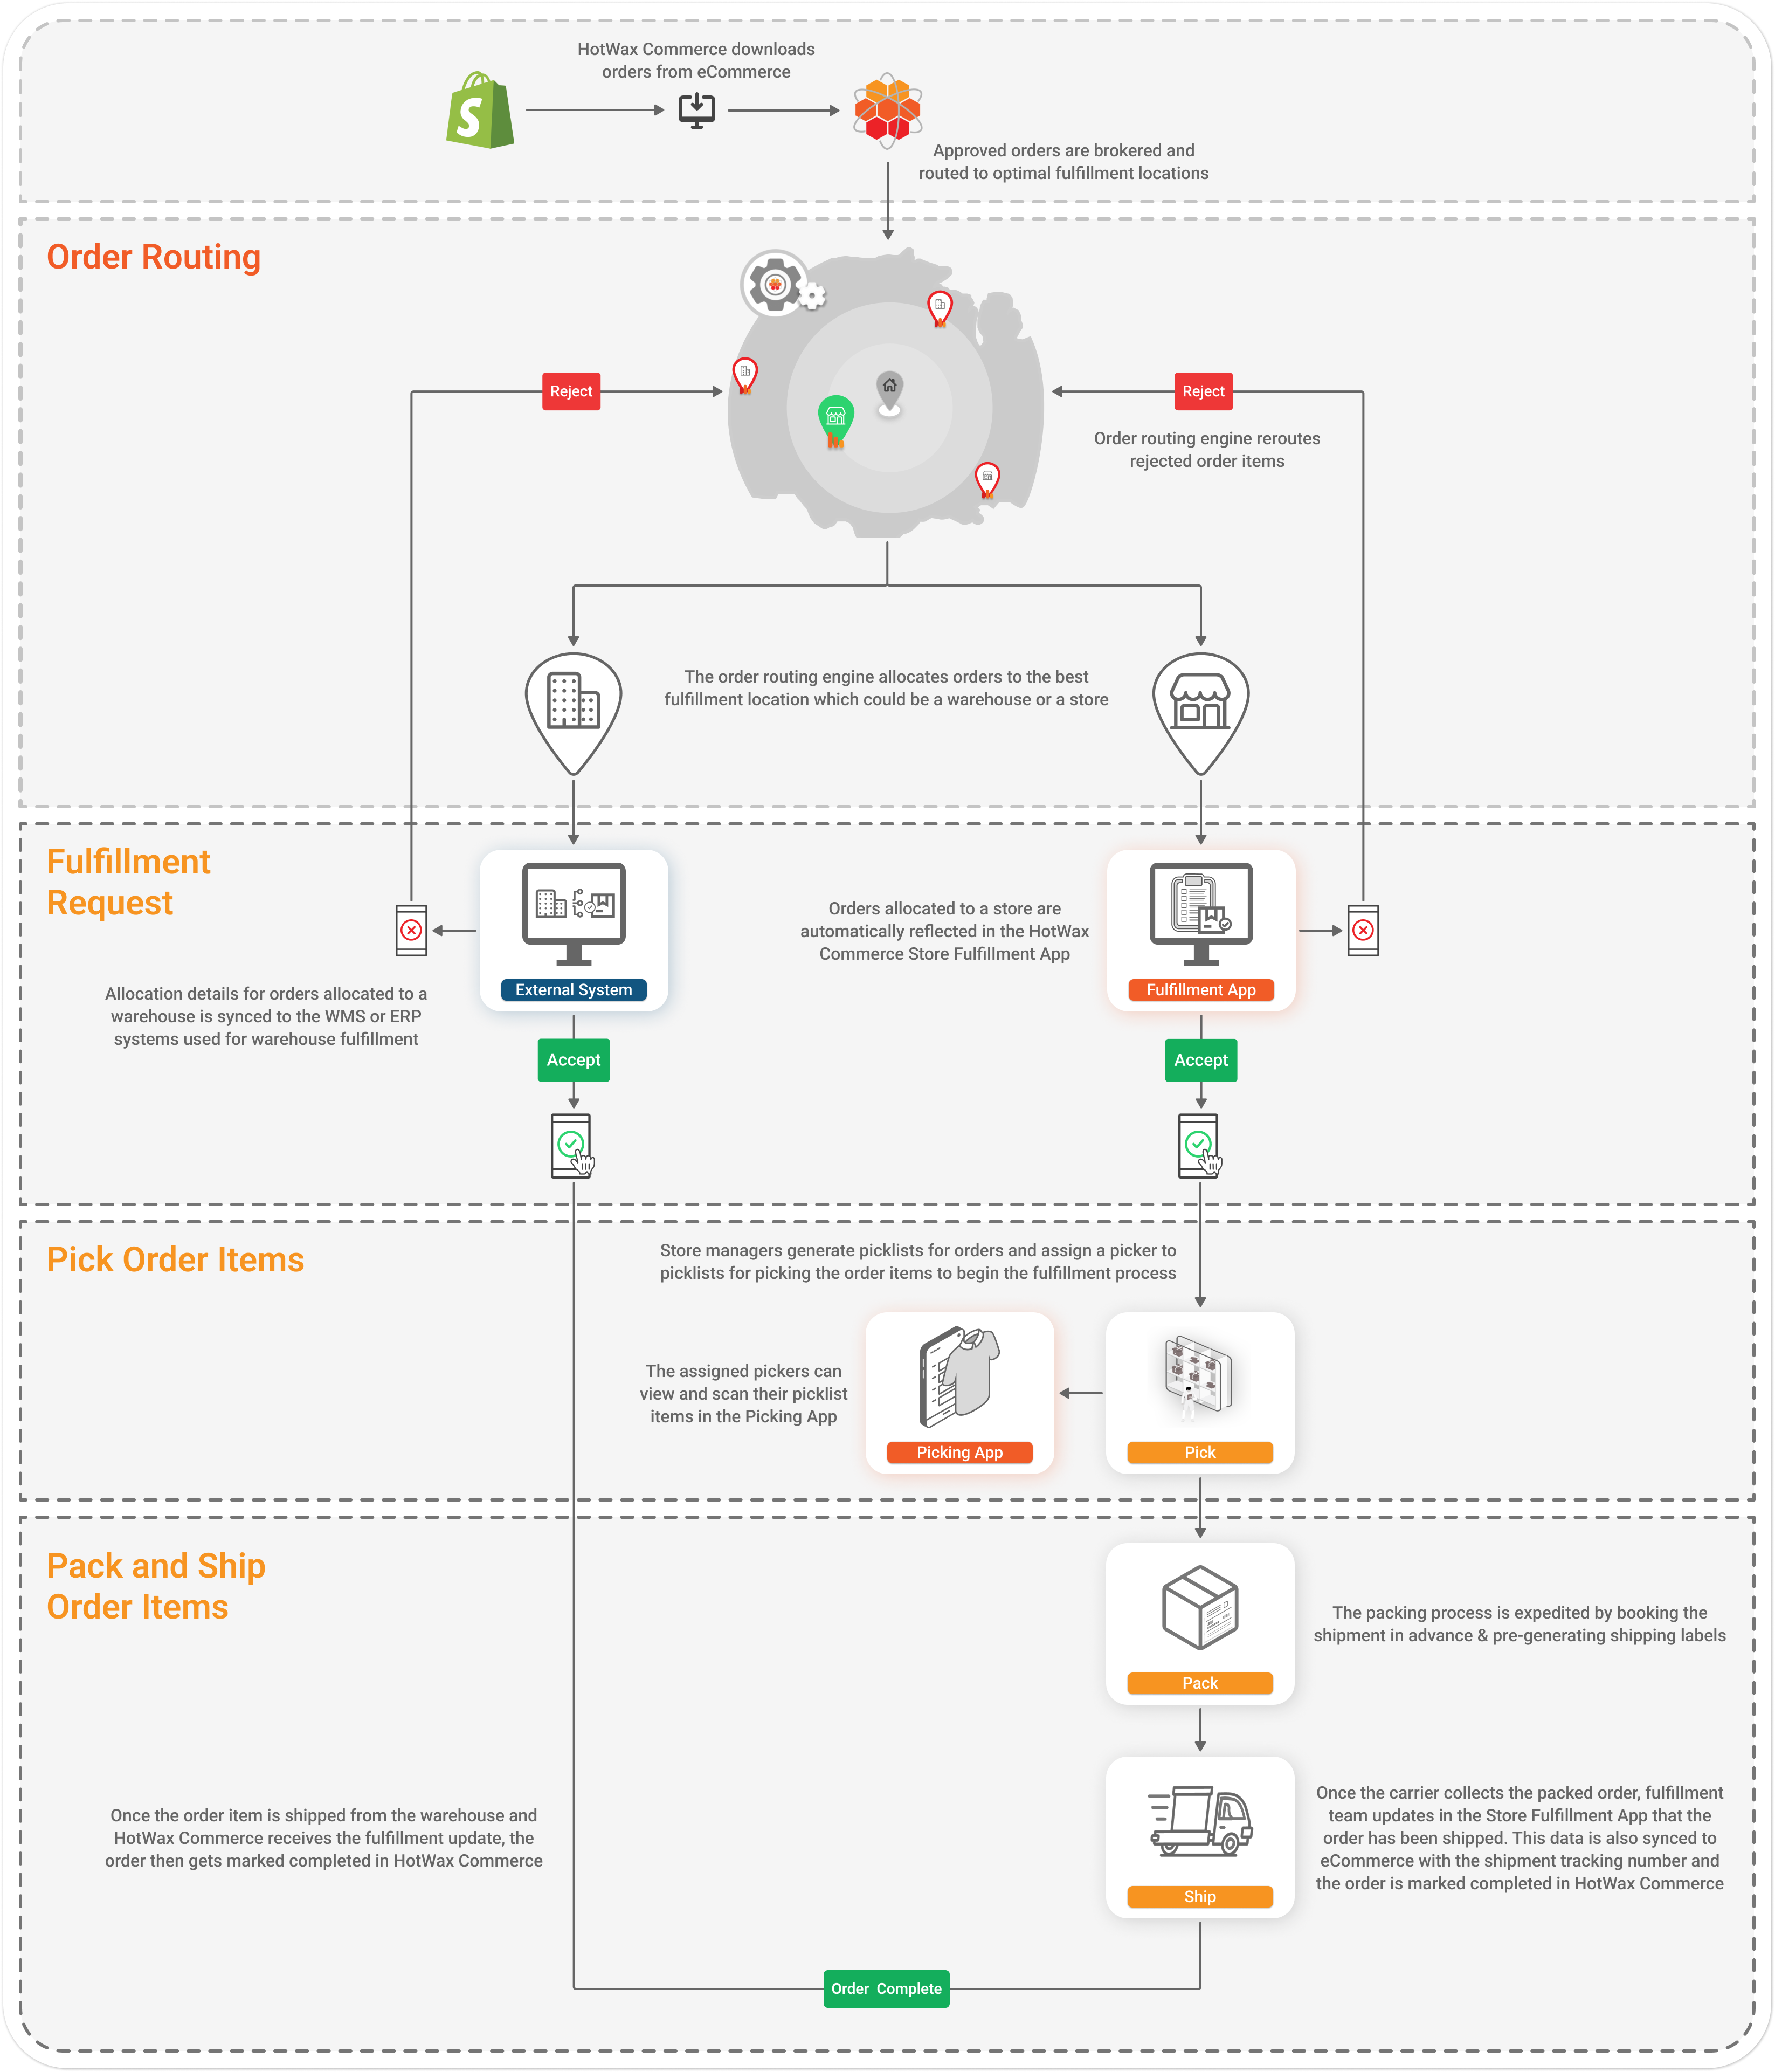 HotWax Commerce downloads
orders from eCommerce
S
Approved orders are brokered and
routed to optimal fulfillment locations
Order Routing
Reject
Reject
Order routing engine reroutes
rejected order items
The order routing engine allocates orders to the best
fulfillment location which could be a warehouse or a store
Fulfillment
Request
External System
Allocation details for orders allocated to a
warehouse is synced to the WMS or ERP
systems used for warehouse fulfillment
Orders allocated to a store are
automatically reflected in the HotWax
Commerce Store Fulfillment App
Fulfillment App
Accept
Accept
Pick Order Items
Store managers generate picklists for orders and assign a picker to
picklists for picking the order items to begin the fulfillment process
The assigned pickers can
view and scan their picklist
items in the Picking App
Picking App
Pick
Pack and Ship
Order Items
The packing process is expedited by booking the
shipment in advance & pre-generating shipping labels
Pack
Once the order item is shipped from the warehouse and
HotWax Commerce receives the fulfillment update, the
order then gets marked completed in HotWax Commerce
Once the carrier collects the packed order, fulfillment
team updates in the Store Fulfillment App that the
order has been shipped. This data is also synced to
eCommerce with the shipment tracking number and
the order is marked completed in HotWax Commerce
Ship
Order Complete